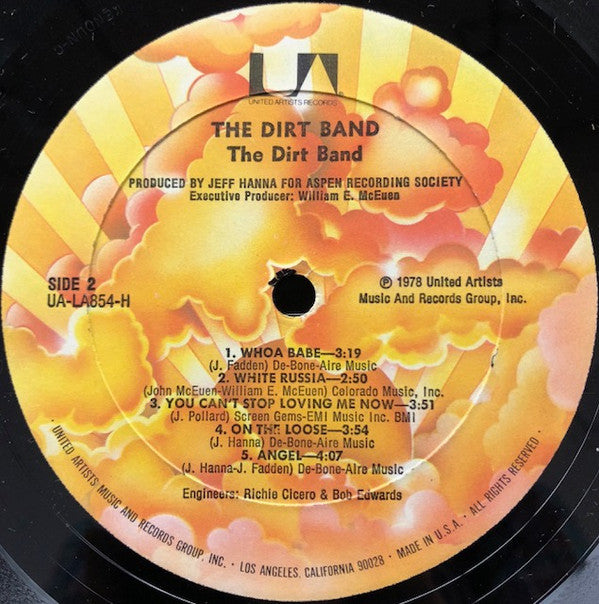 UA
UNITED ARTISTS RECORDS
THE DIRT BAND
The Dirt Band
PRODUCED BY JEFF HANNA FOR ASPEN RECORDING SOCIETY
Executive Producer: William E. McEuen
SIDE 2
UA-LA854-H
℗ 1978 United Artists
Music And Records Group, Inc.
1. WHOA BABE—3:19
(J. Fadden) De-Bone-Aire Music
2. WHITE RUSSIA—2:50
(John McEuen-William E. McEuen) Colorado Music, Inc.
3. YOU CAN'T STOP LOVING ME NOW—3:51
(J. Pollard) Screen Gems-EMI Music Inc. BMI
4. ON THE LOOSE—3:54
(J. Hanna) De-Bone-Aire Music
5. ANGEL—4:07
(J. Hanna-J. Fadden) De-Bone-Aire Music
Engineers: Richie Cicero & Bob Edwards
· UNITED ARTISTS MUSIC AND RECORDS GROUP, INC. · LOS ANGELES, CALIFORNIA 90028 · MADE IN U.S.A. · ALL RIGHTS RESERVED ·